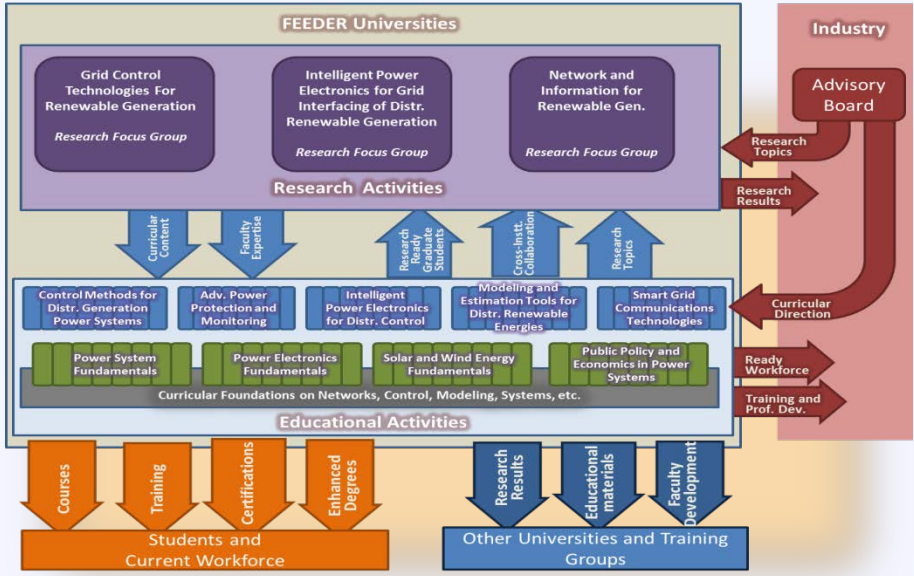 FEEDER Universities
Industry
Grid Control
Technologies For
Renewable Generation
Research Focus Group
Intelligent Power
Electronics for Grid
Interfacing of Distr.
Renewable Generation
Research Focus Group
Network and
Information for
Renewable Gen.
Research Focus Group
Advisory
Board
Research Activities
Research
Topics
Research
Results
Curricular
Content
Faculty
Expertise
Research
Ready
Graduate
Students
Cross-Instt.
Collaboration
Research
Topics
Control Methods for
Distr. Generation
Power Systems
Adv. Power
Protection and
Monitoring
Intelligent
Power Electronics
for Distr. Control
Modeling and
Estimation Tools for
Distr. Renewable
Energies
Smart Grid
Communications
Technologies
Curricular
Direction
Power System
Fundamentals
Power Electronics
Fundamentals
Solar and Wind Energy
Fundamentals
Public Policy and
Economics in Power
Systems
Ready
Workforce
Curricular Foundations on Networks, Control, Modeling, Systems, etc.
Training and
Prof. Dev.
Educational Activities
Courses
Training
Certifications
Enhanced
Degrees
Research
Results
Educational
materials
Faculty
Development
Students and
Current Workforce
Other Universities and Training
Groups